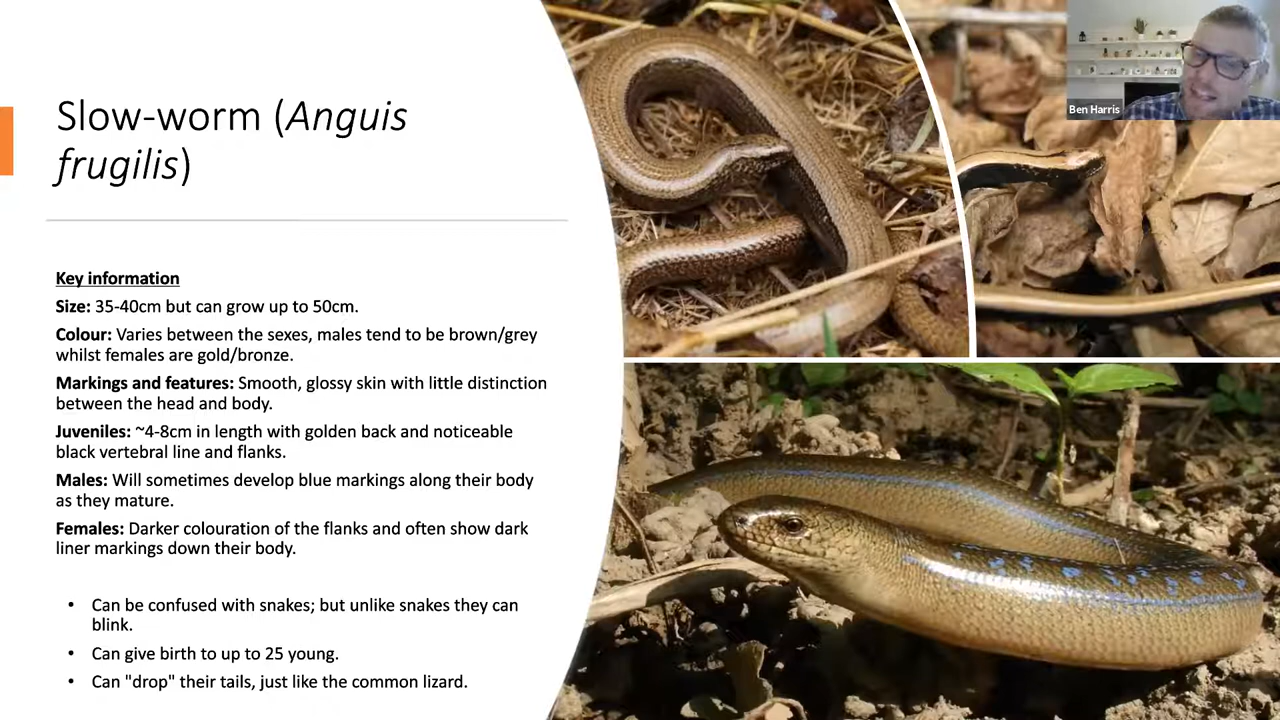 Slow-worm (Anguis
frugilis)
Key information
Size: 35-40cm but can grow up to 50cm.
Colour: Varies between the sexes, males tend to be brown/grey
whilst females are gold/bronze.
Markings and features: Smooth, glossy skin with little distinction
between the head and body.
Juveniles: ~4-8cm in length with golden back and noticeable
black vertebral line and flanks.
Males: Will sometimes develop blue markings along their body
as they mature.
Females: Darker colouration of the flanks and often show dark
liner markings down their body.
• Can be confused with snakes; but unlike snakes they can
blink.
• Can give birth to up to 25 young.
• Can "drop" their tails, just like the common lizard.
Ben Harris